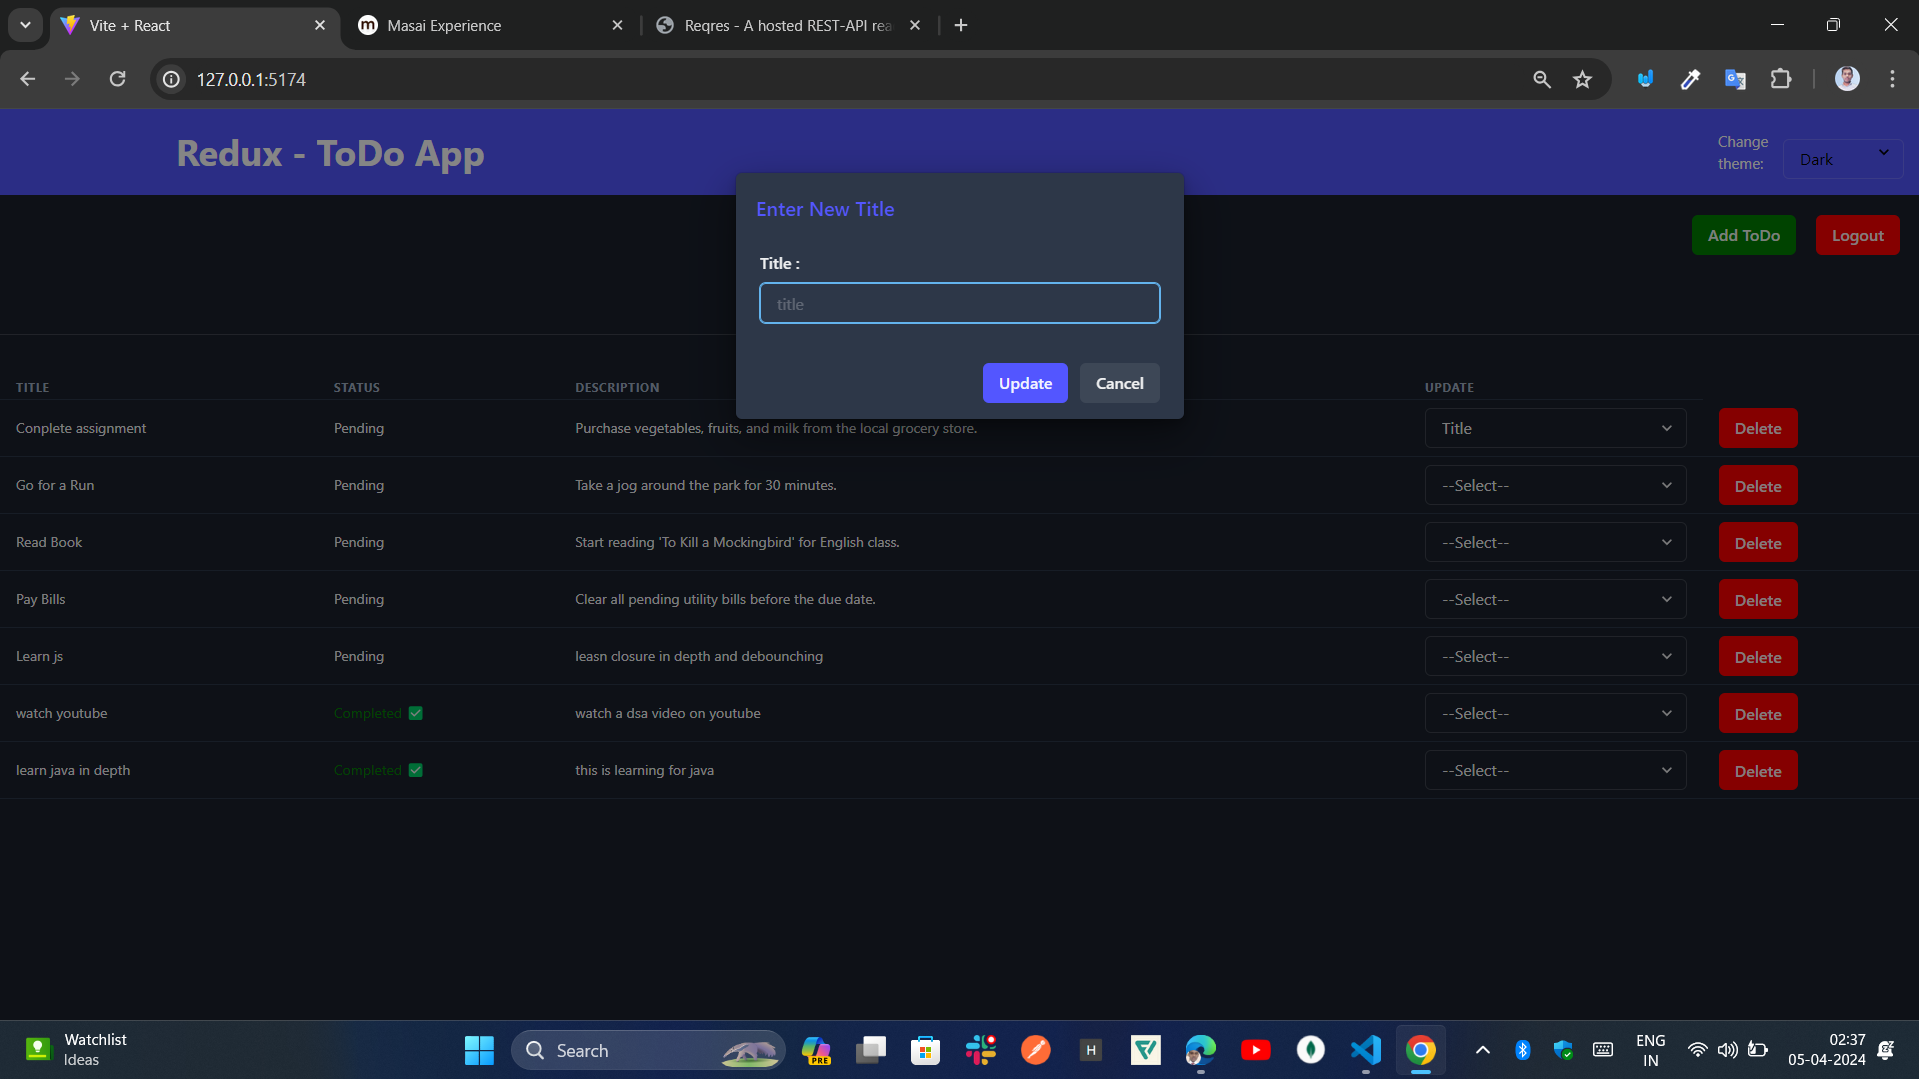 Vite + React
Masai Experience
Reqres - A hosted REST-API rea
127.0.0.1:5174
Redux - ToDo App
Change
theme:
Dark
Enter New Title
Title :
title
Update
Cancel
Add ToDo
Logout
TITLE STATUS DESCRIPTION UPDATE
Conplete assignment Pending Purchase vegetables, fruits, and milk from the local grocery store. Title Delete
Go for a Run Pending Take a jog around the park for 30 minutes. --Select-- Delete
Read Book Pending Start reading 'To Kill a Mockingbird' for English class. --Select-- Delete
Pay Bills Pending Clear all pending utility bills before the due date. --Select-- Delete
Learn js Pending leasn closure in depth and debounching --Select-- Delete
watch youtube Completed ✅ watch a dsa video on youtube --Select-- Delete
learn java in depth Completed ✅ this is learning for java --Select-- Delete
Watchlist
Ideas
Search
PRE
H
ENG
IN
02:37
05-04-2024